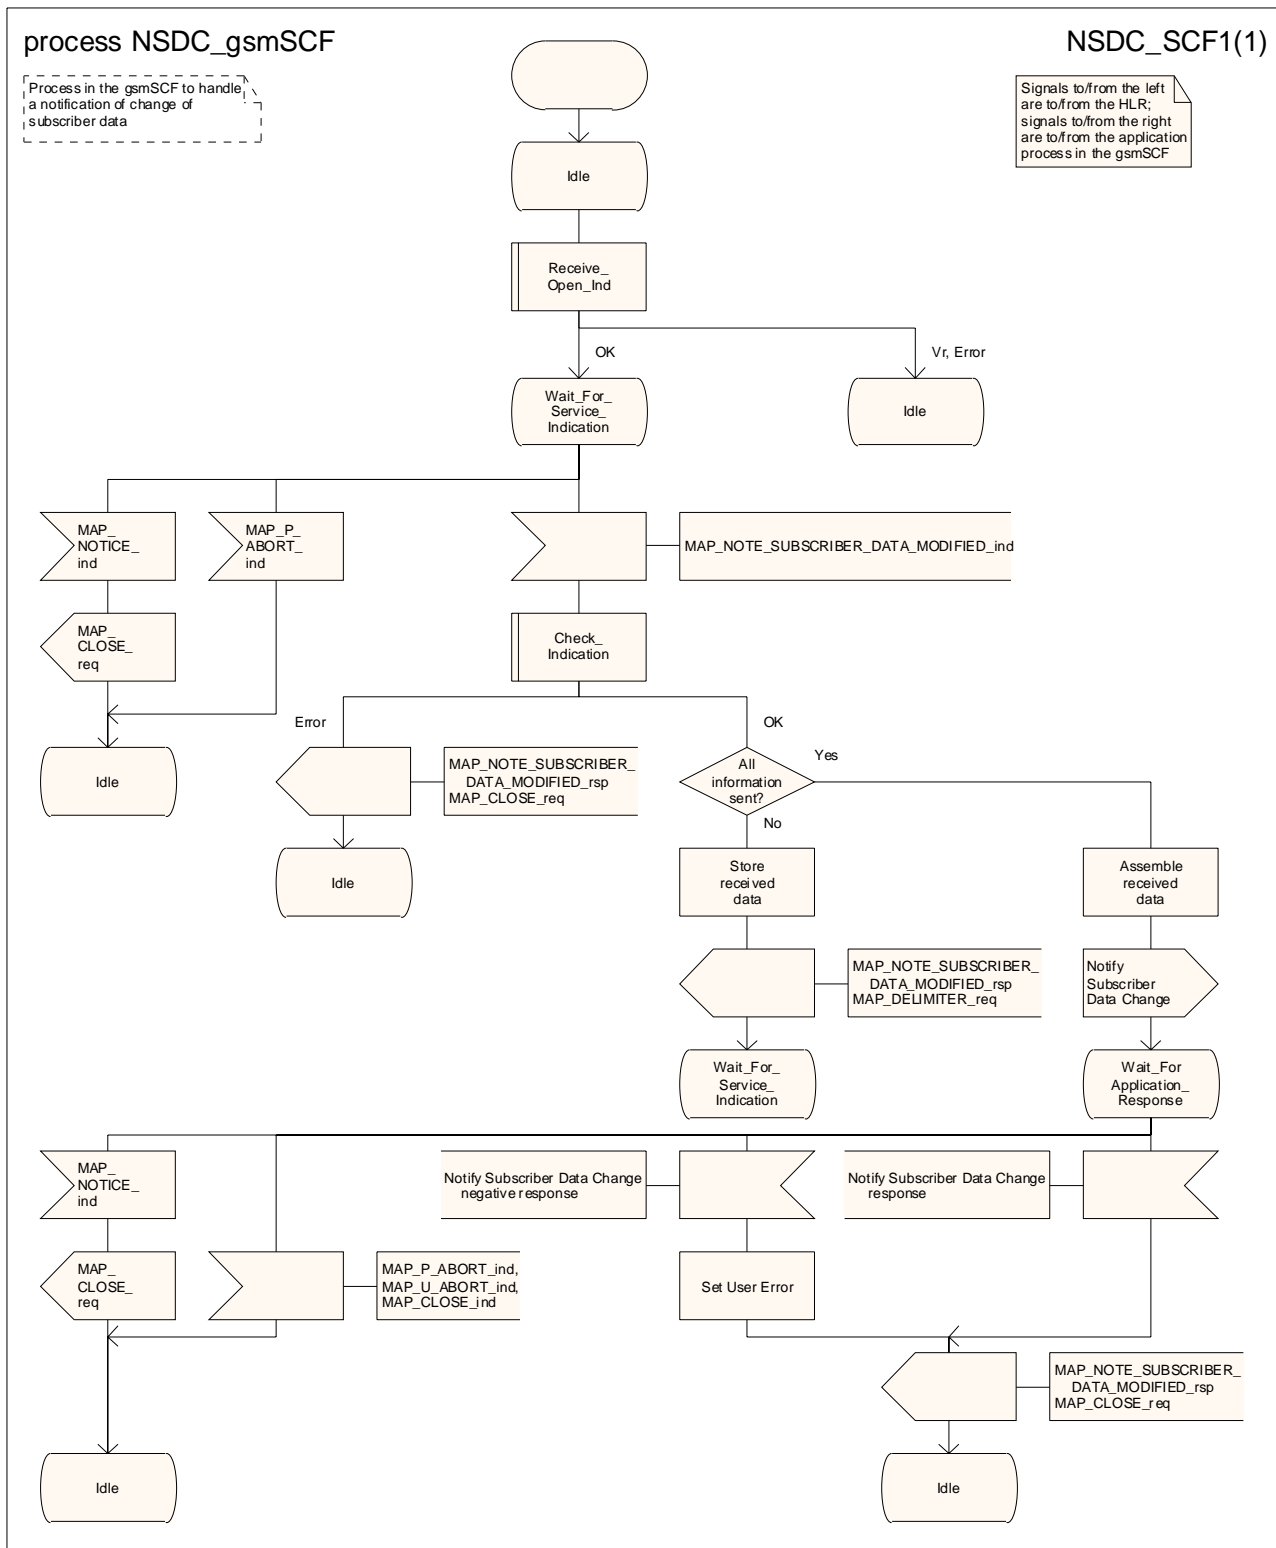 process NSDC_gsmSCF
NSDC_SCF1(1)
Process in the gsmSCF to handle
a notification of change of
subscriber data
Signals to/from the left
are to/from the HLR;
signals to/from the right
are to/from the application
process in the gsmSCF
Idle
Receive_
Open_Ind
OK
Vr, Error
Wait_For_
Service_
Indication
Idle
MAP_
NOTICE_
ind
MAP_P_
ABORT_
ind
MAP_NOTE_SUBSCRIBER_DATA_MODIFIED_ind
MAP_
CLOSE_
req
Check_
Indication
Error
OK
Idle
MAP_NOTE_SUBSCRIBER_
DATA_MODIFIED_rsp
MAP_CLOSE_req
All
information
sent?
Yes
No
Idle
Store
received
data
Assemble
received
data
MAP_NOTE_SUBSCRIBER_
DATA_MODIFIED_rsp
MAP_DELIMITER_req
Notify
Subscriber
Data Change
Wait_For_
Service_
Indication
Wait_For
Application_
Response
MAP_
NOTICE_
ind
Notify Subscriber Data Change
negative response
Notify Subscriber Data Change
response
MAP_
CLOSE_
req
MAP_P_ABORT_ind,
MAP_U_ABORT_ind,
MAP_CLOSE_ind
Set User Error
MAP_NOTE_SUBSCRIBER_
DATA_MODIFIED_rsp
MAP_CLOSE_req
Idle
Idle